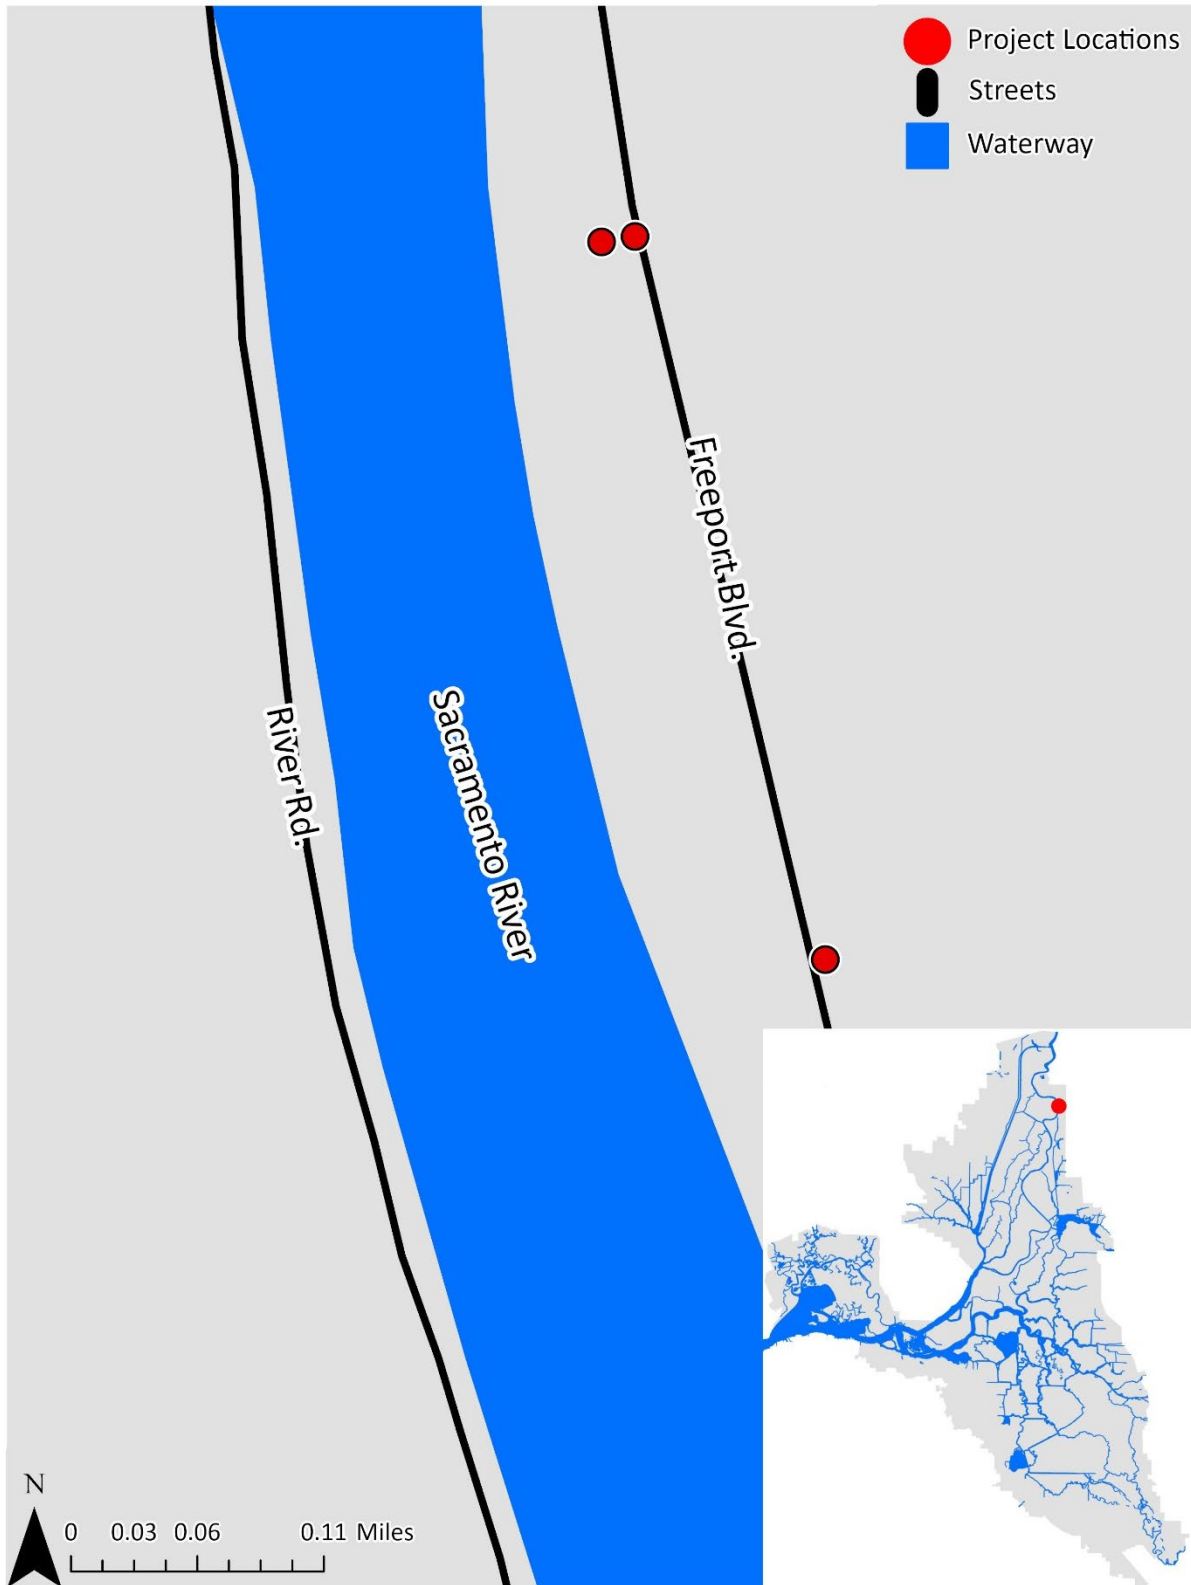 Project Locations
Streets
Waterway
Freeport Blvd.
River Rd.
Sacramento River
N
0 0.03 0.06 0.11 Miles